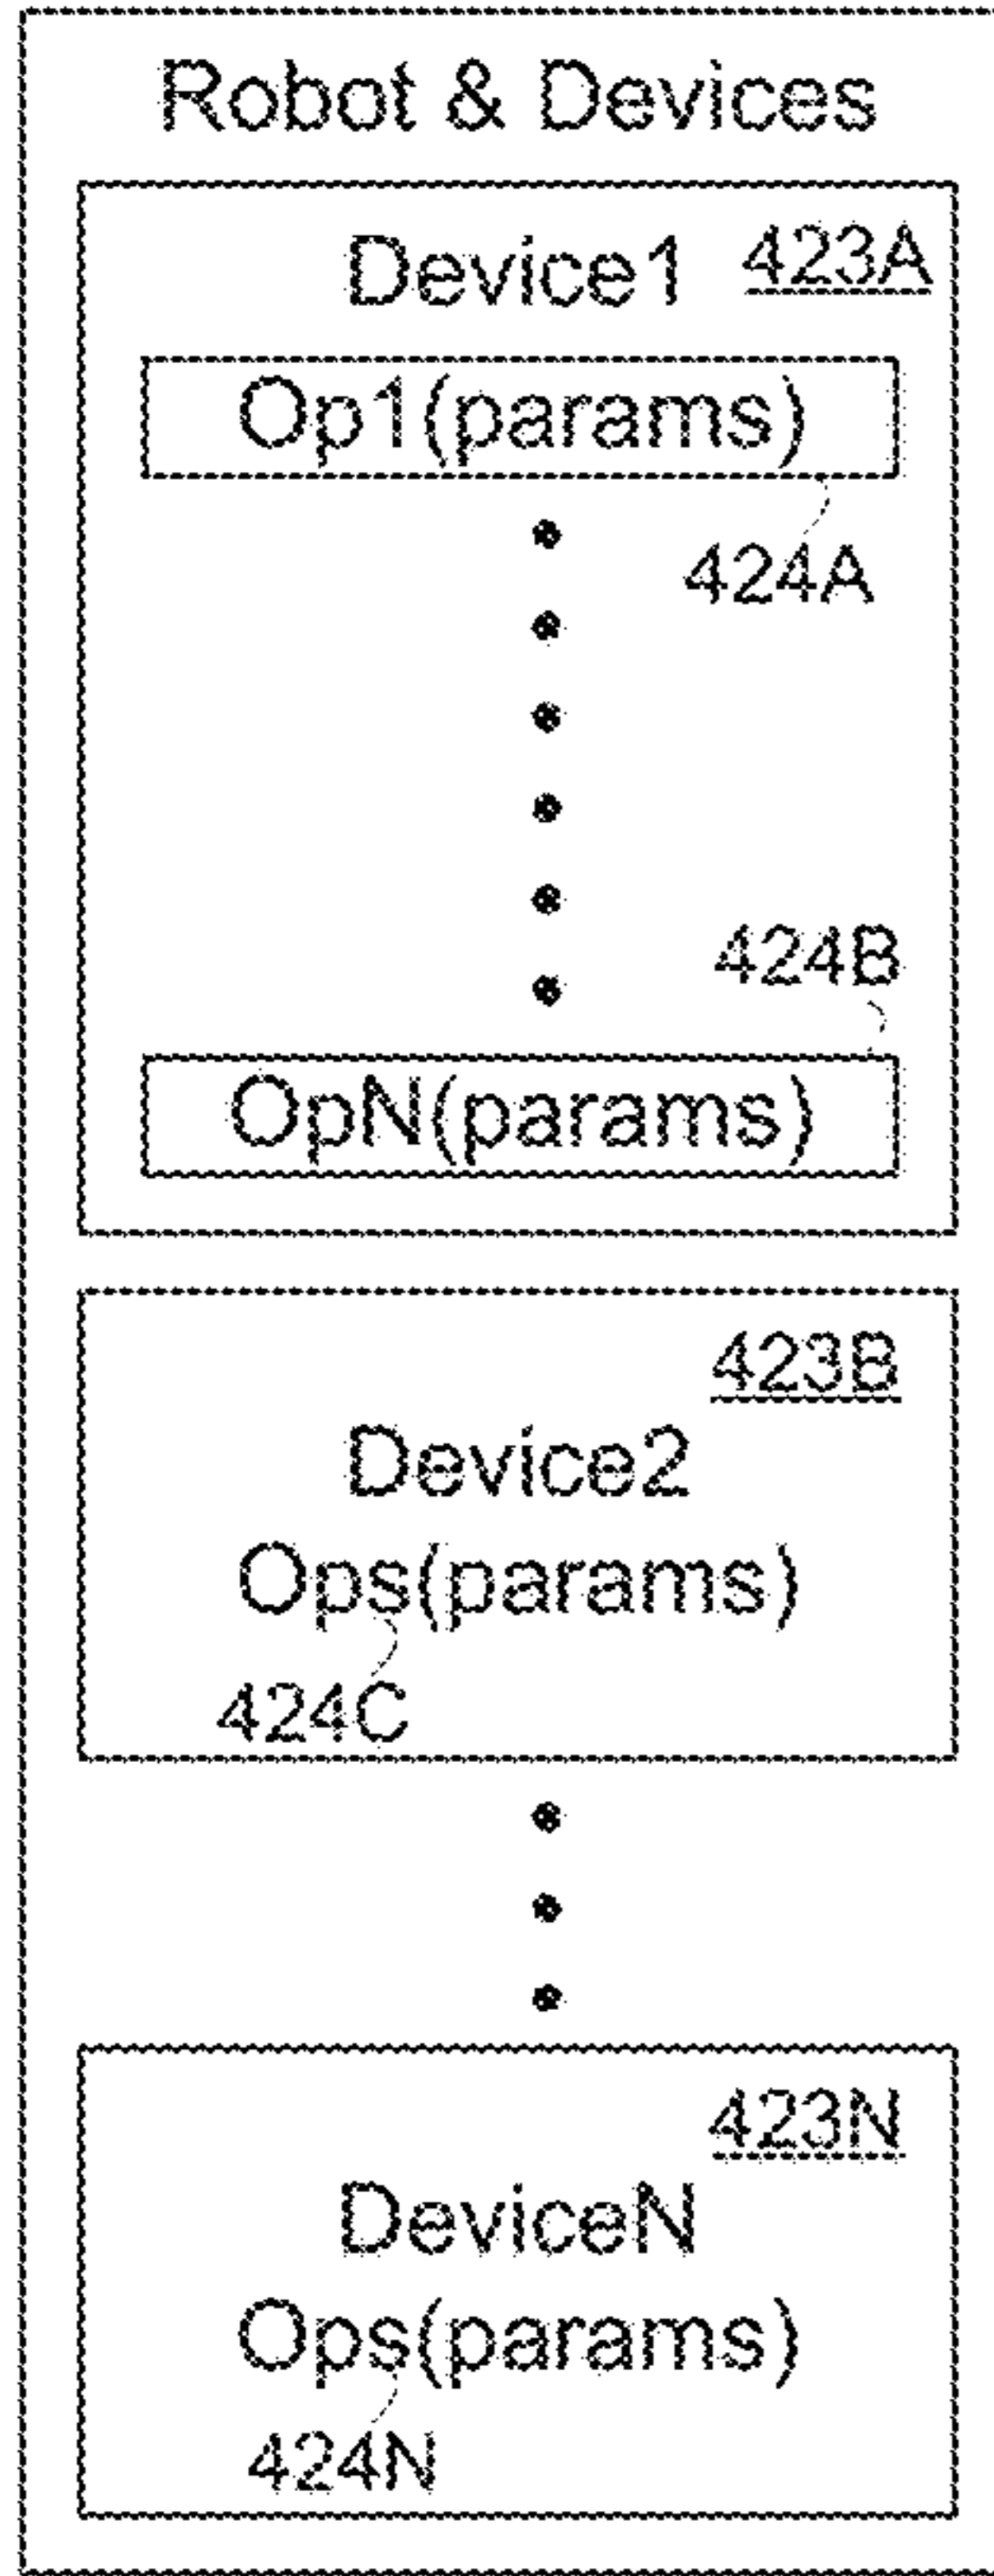 Robot & Devices
Device1 423A
Op1(params)
424A
424B
OpN(params)
423B
Device2
Ops(params)
424C
423N
DeviceN
Ops(params)
424N